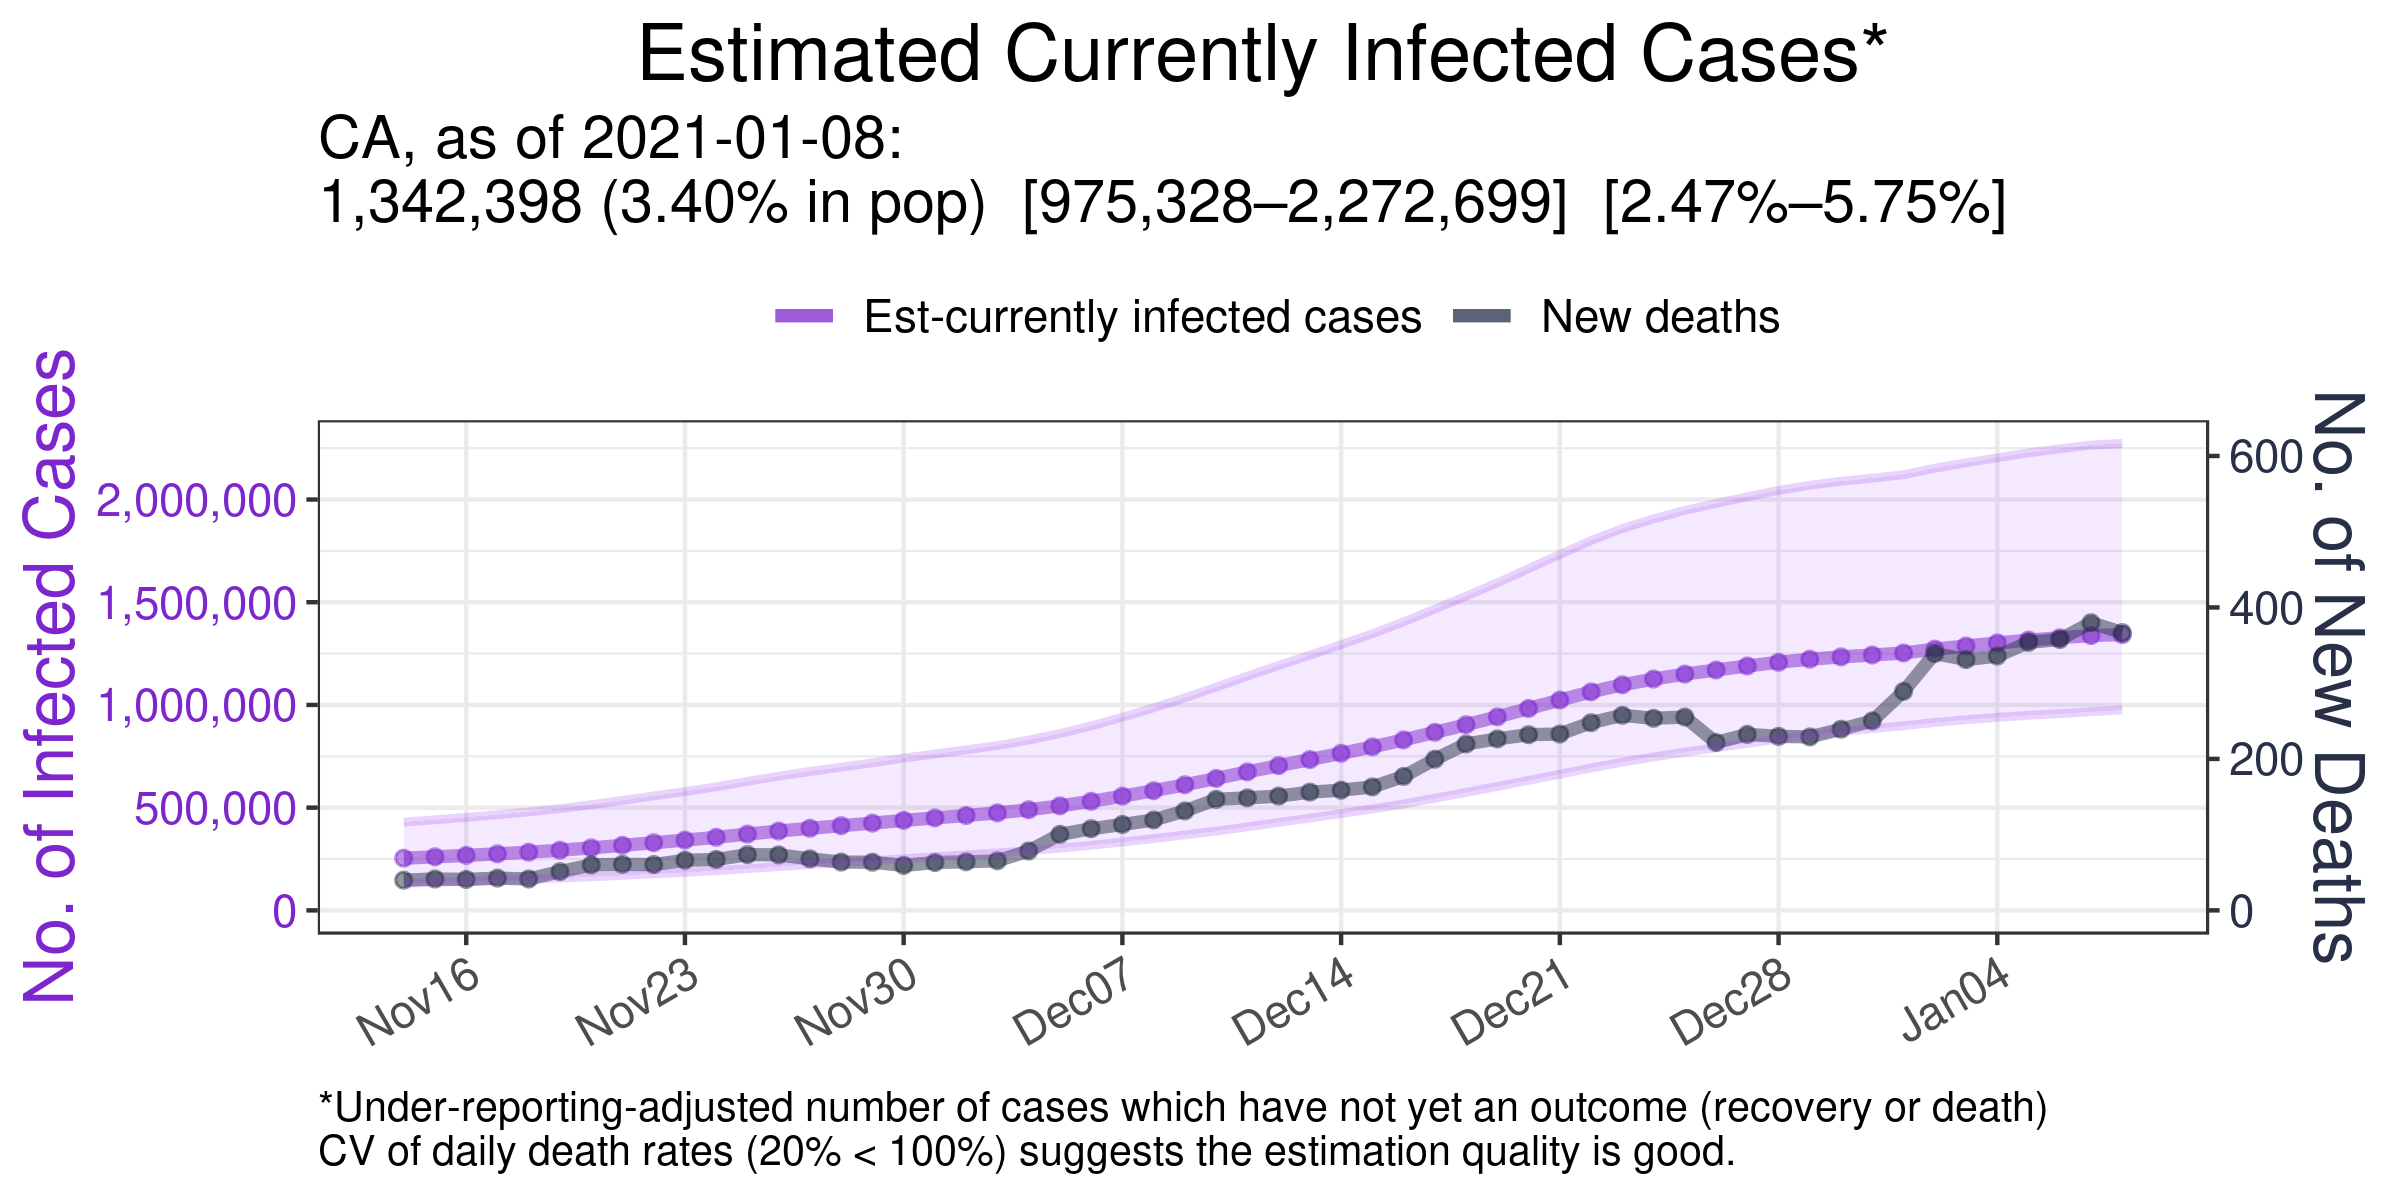 Estimated Currently Infected Cases*
CA, as of 2021-01-08:
1,342,398 (3.40% in pop)  [975,328–2,272,699]  [2.47%–5.75%]
Est-currently infected cases
New deaths
No. of Infected Cases
2,000,000
1,500,000
1,000,000
500,000
0
No. of New Deaths
600
400
200
0
Nov16
Nov23
Nov30
Dec07
Dec14
Dec21
Dec28
Jan04
*Under-reporting-adjusted number of cases which have not yet an outcome (recovery or death)
CV of daily death rates (20% < 100%) suggests the estimation quality is good.